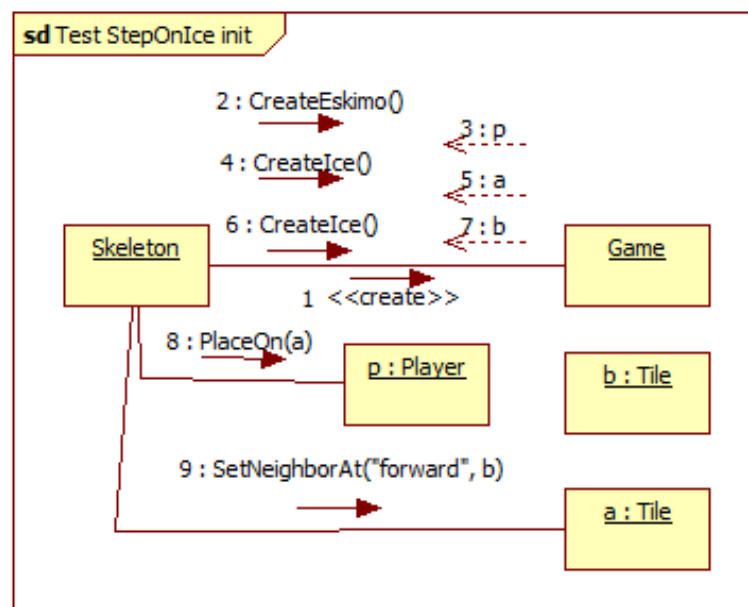 sd Test StepOnIce init
2 : CreateEskimo()
3 : p
4 : CreateIce()
5 : a
6 : CreateIce()
7 : b
Skeleton
Game
1 <<create>>
8 : PlaceOn(a)
p : Player
b : Tile
9 : SetNeighborAt("forward", b)
a : Tile